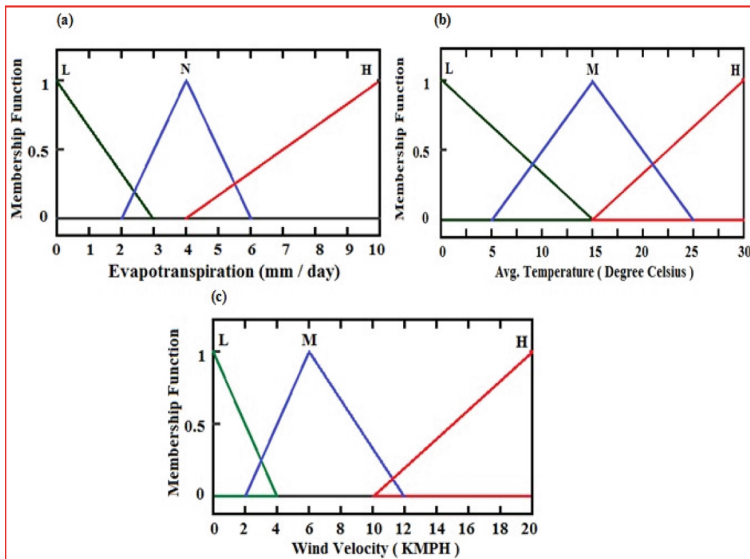 (a)
L N H
Membership Function
1
0.5
0
0 1 2 3 4 5 6 7 8 9 10
Evapotranspiration (mm / day)
(b)
L M H
Membership Function
1
0.5
0
0 5 10 15 20 25 30
Avg. Temperature ( Degree Celsius )
(c)
L M H
Membership Function
1
0.5
0
0 2 4 6 8 10 12 14 16 18 20
Wind Velocity ( KMPH )